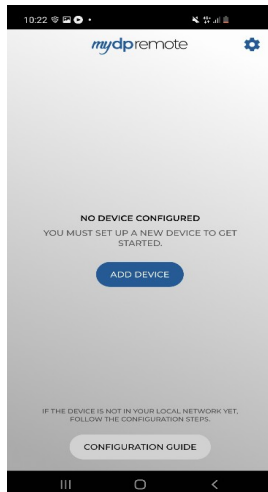 10:22
mydpremote
NO DEVICE CONFIGURED
YOU MUST SET UP A NEW DEVICE TO GET
STARTED.
ADD DEVICE
IF THE DEVICE IS NOT IN YOUR LOCAL NETWORK YET,
FOLLOW THE CONFIGURATION STEPS.
CONFIGURATION GUIDE